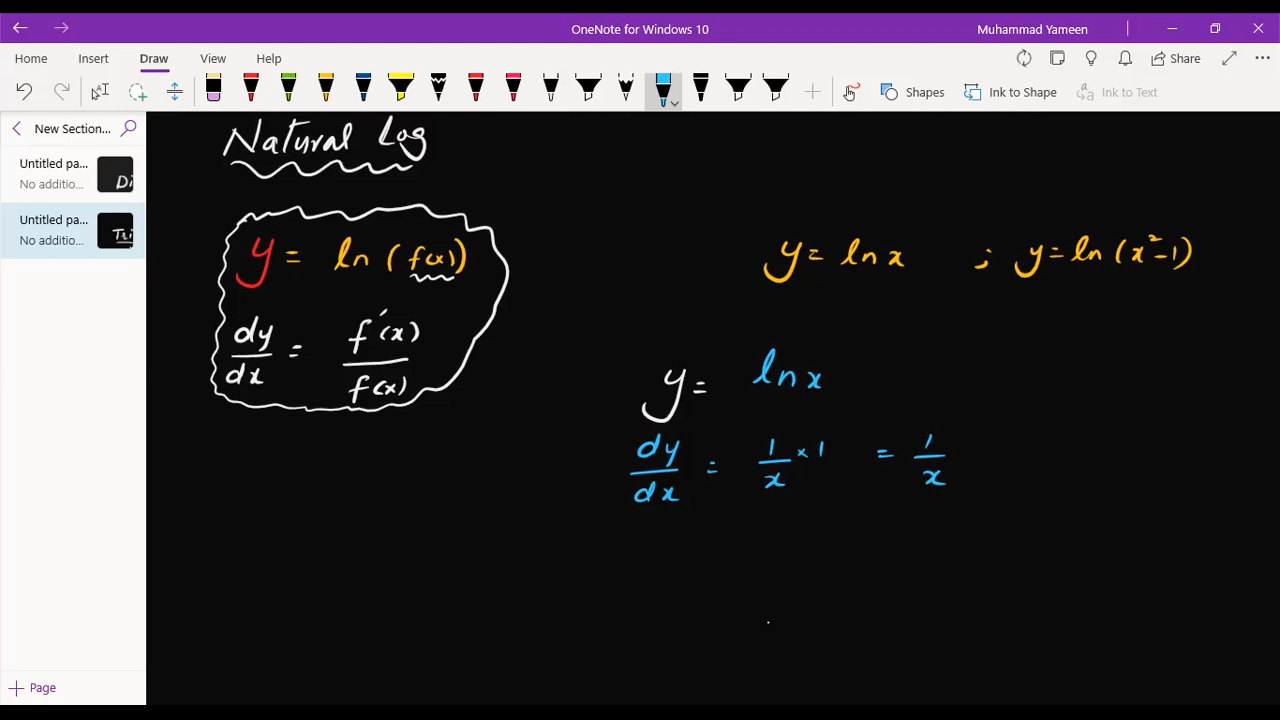 OneNote for Windows 10
Muhammad Yameen
Home Insert Draw View Help
Share
Shapes
Ink to Shape
Ink to Text
New Section...
Untitled pa...
No additio...
Di
Untitled pa...
No additio...
Tri
Page
Natural Log
y = ln (f(x))
dy/dx = f'(x)/f(x)
y = ln x ; y = ln (x²-1)
y = ln x
dy/dx = 1/x × 1 = 1/x